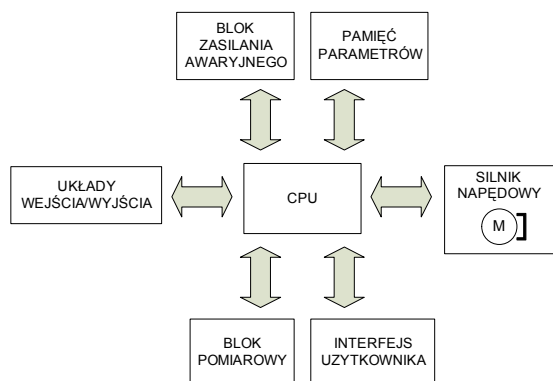 BLOK
ZASILANIA
AWARYJNEGO
PAMIĘĆ
PARAMETRÓW
UKŁADY
WEJŚCIA/WYJŚCIA
CPU
SILNIK
NAPĘDOWY
M
BLOK
POMIAROWY
INTERFEJS
UZYTKOWNIKA